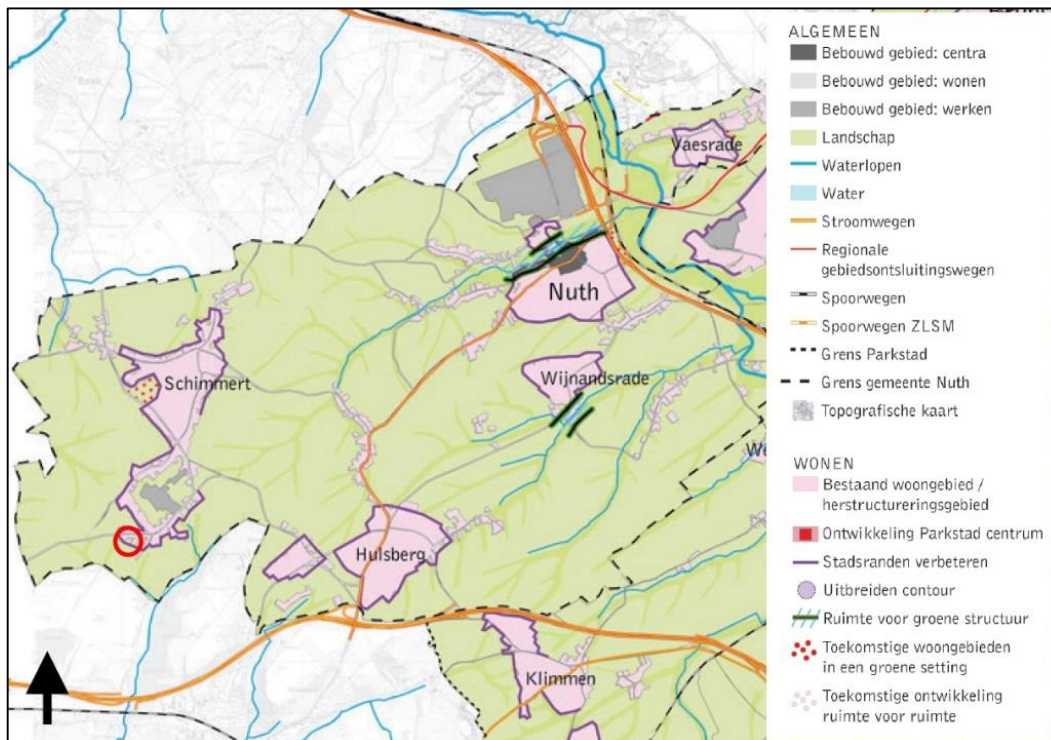 Vaesrade
Nuth
Schimmert
Wijnandsrade
Hulsberg
Klimmen
ALGEMEEN
Bebouwd gebied: centra
Bebouwd gebied: wonen
Bebouwd gebied: werken
Landschap
Waterlopen
Water
Stroomwegen
Regionale
gebiedsontsluitingswegen
Spoorwegen
Spoorwegen ZLSM
Grens Parkstad
Grens gemeente Nuth
Topografische kaart
WONEN
Bestaand woongebied /
herstructureringsgebied
Ontwikkeling Parkstad centrum
Stadsranden verbeteren
Uitbreiden contour
Ruimte voor groene structuur
Toekomstige woongebieden
in een groene setting
Toekomstige ontwikkeling
ruimte voor ruimte